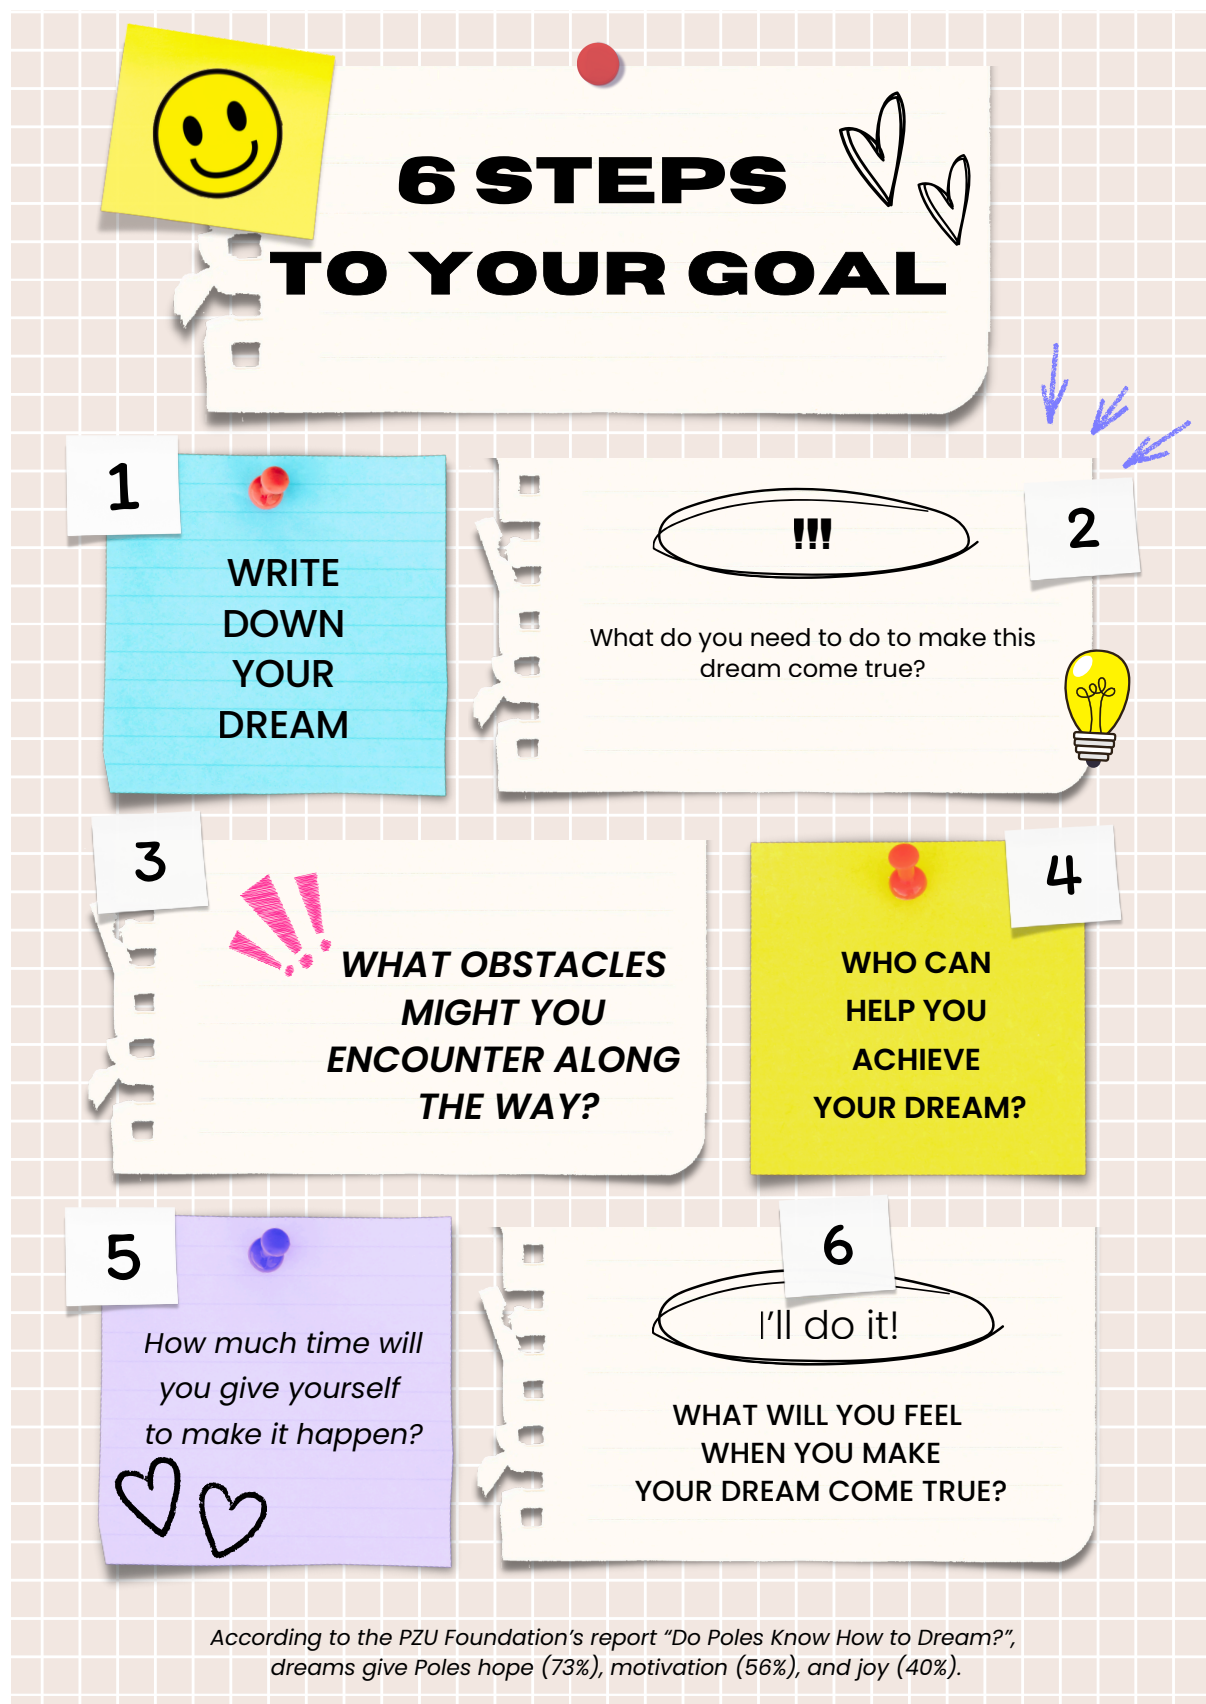 6 STEPS
TO YOUR GOAL
1
WRITE
DOWN
YOUR
DREAM
2
!!!
What do you need to do to make this
dream come true?
3
WHAT OBSTACLES
MIGHT YOU
ENCOUNTER ALONG
THE WAY?
4
WHO CAN
HELP YOU
ACHIEVE
YOUR DREAM?
5
How much time will
you give yourself
to make it happen?
6
I’ll do it!
WHAT WILL YOU FEEL
WHEN YOU MAKE
YOUR DREAM COME TRUE?
According to the PZU Foundation’s report “Do Poles Know How to Dream?”,
dreams give Poles hope (73%), motivation (56%), and joy (40%).